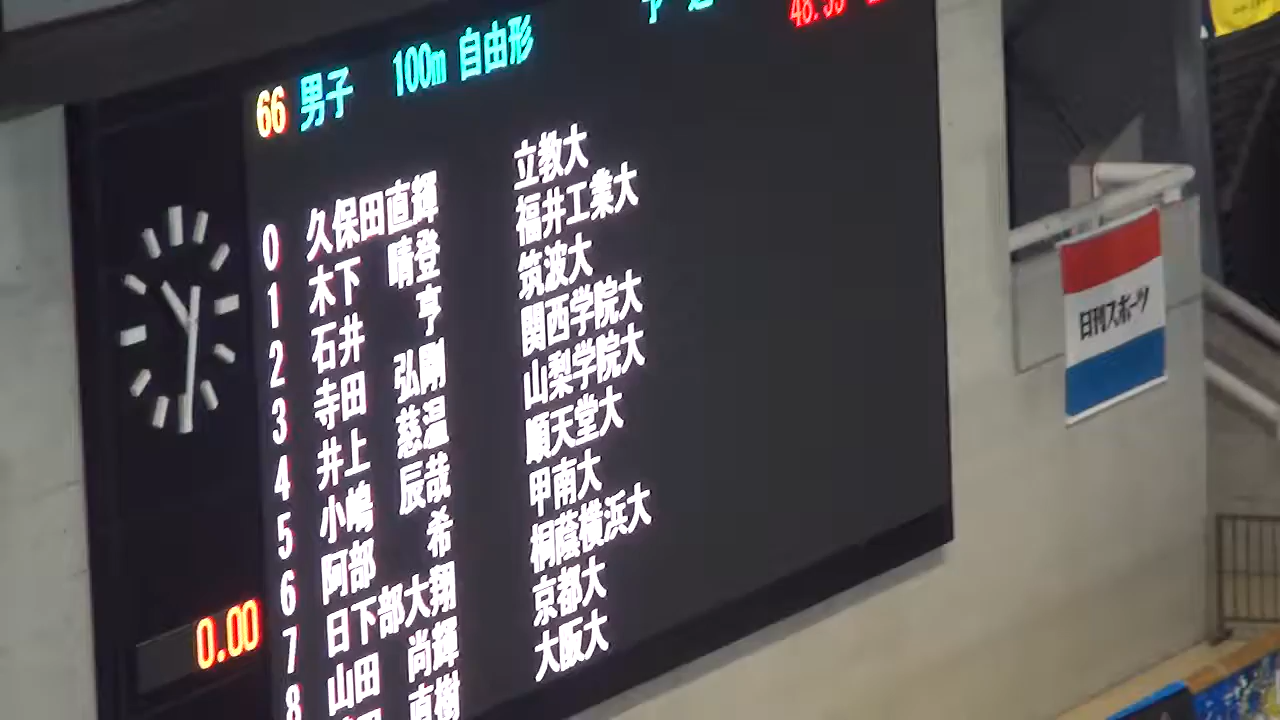 66 男子 100m 自由形
0 久保田直輝 立教大
1 木下 晴登 福井工業大
2 石井 亨 筑波大
3 寺田 弘剛 関西学院大
4 井上 慈温 山梨学院大
5 小嶋 辰哉 順天堂大
6 阿部 希 甲南大
7 日下部大翔 桐蔭横浜大
8 山田 尚輝 京都大
直樹 大阪大
0.00
日刊スポーツ